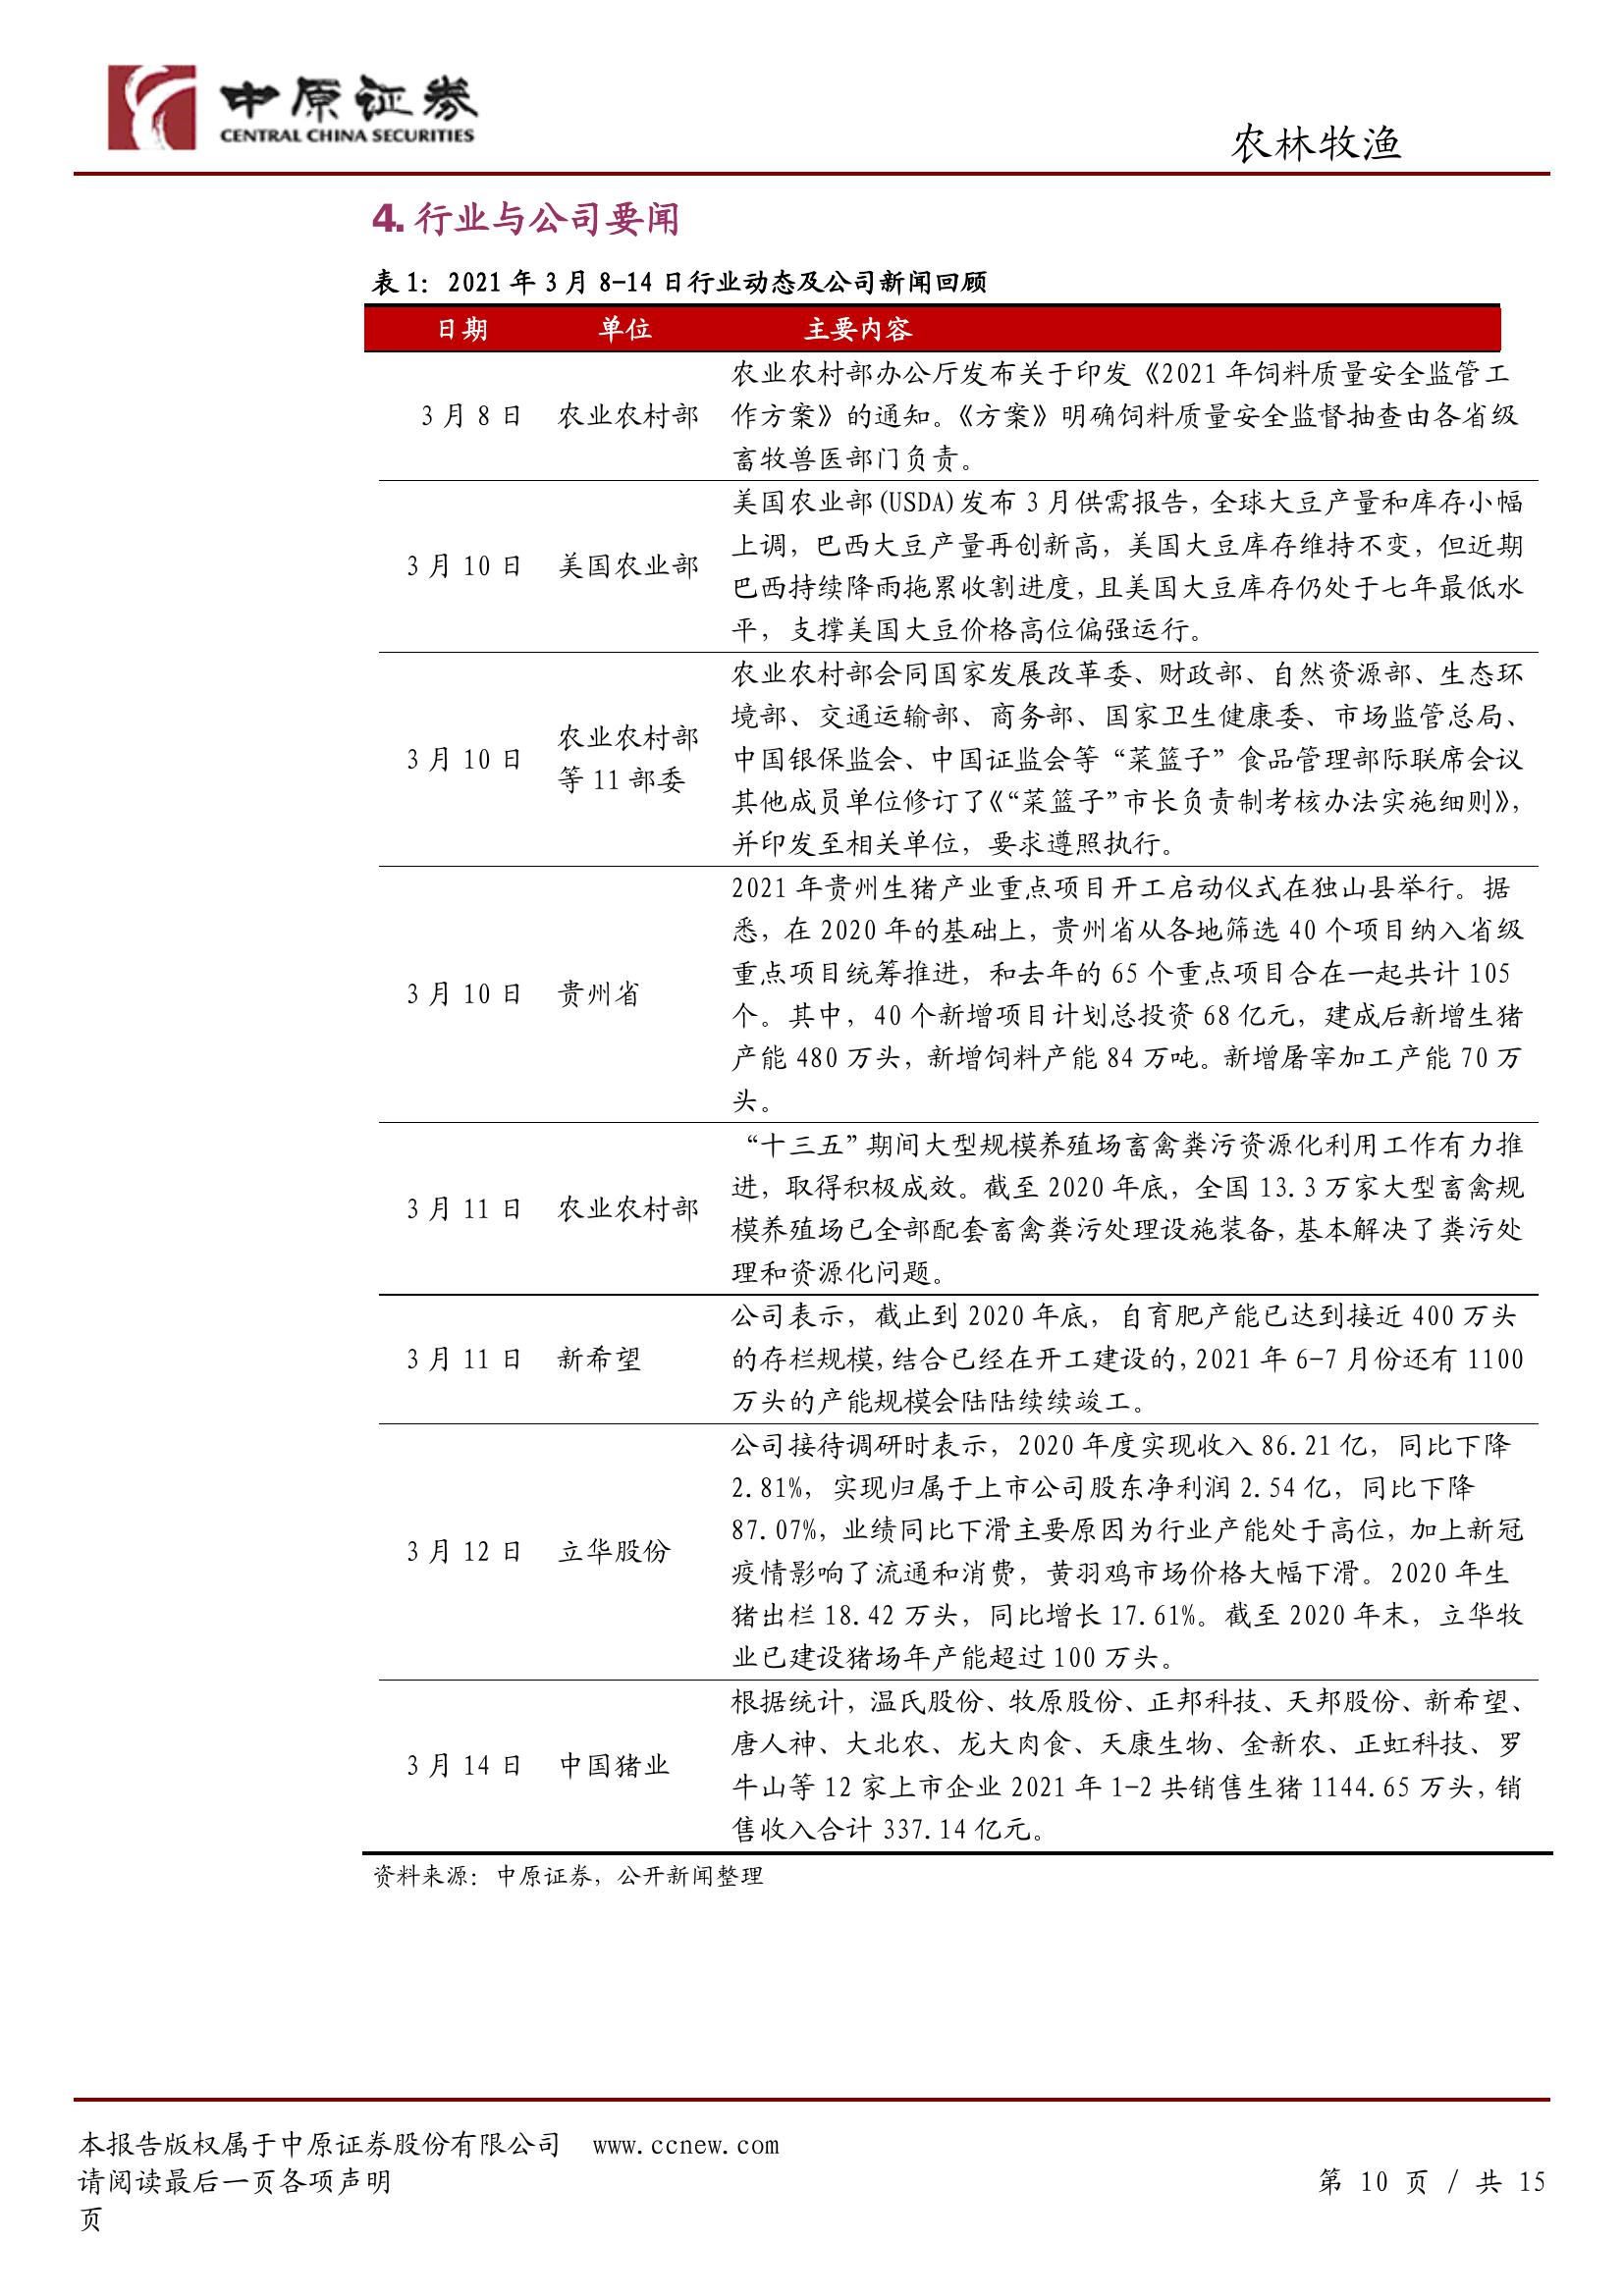 中原证券
CENTRAL CHINA SECURITIES
农林牧渔
4. 行业与公司要闻
表 1：2021 年 3 月 8-14 日行业动态及公司新闻回顾
日期 单位 主要内容
3 月 8 日 农业农村部
农业农村部办公厅发布关于印发《2021 年饲料质量安全监管工
作方案》的通知。《方案》明确饲料质量安全监督抽查由各省级
畜牧兽医部门负责。
3 月 10 日 美国农业部
美国农业部(USDA)发布 3 月供需报告，全球大豆产量和库存小幅
上调，巴西大豆产量再创新高，美国大豆库存维持不变，但近期
巴西持续降雨拖累收割进度，且美国大豆库存仍处于七年最低水
平，支撑美国大豆价格高位偏强运行。
3 月 10 日
农业农村部
等 11 部委
农业农村部会同国家发展改革委、财政部、自然资源部、生态环
境部、交通运输部、商务部、国家卫生健康委、市场监管总局、
中国银保监会、中国证监会等“菜篮子”食品管理部际联席会议
其他成员单位修订了《“菜篮子”市长负责制考核办法实施细则》，
并印发至相关单位，要求遵照执行。
3 月 10 日 贵州省
2021 年贵州生猪产业重点项目开工启动仪式在独山县举行。据
悉，在 2020 年的基础上，贵州省从各地筛选 40 个项目纳入省级
重点项目统筹推进，和去年的 65 个重点项目合在一起共计 105
个。其中，40 个新增项目计划总投资 68 亿元，建成后新增生猪
产能 480 万头，新增饲料产能 84 万吨。新增屠宰加工产能 70 万
头。
3 月 11 日 农业农村部
“十三五”期间大型规模养殖场畜禽粪污资源化利用工作有力推
进，取得积极成效。截至 2020 年底，全国 13.3 万家大型畜禽规
模养殖场已全部配套畜禽粪污处理设施装备，基本解决了粪污处
理和资源化问题。
3 月 11 日 新希望
公司表示，截止到 2020 年底，自育肥产能已达到接近 400 万头
的存栏规模，结合已经在开工建设的，2021 年 6-7 月份还有 1100
万头的产能规模会陆陆续续竣工。
3 月 12 日 立华股份
公司接待调研时表示，2020 年度实现收入 86.21 亿，同比下降
2.81%，实现归属于上市公司股东净利润 2.54 亿，同比下降
87.07%，业绩同比下滑主要原因为行业产能处于高位，加上新冠
疫情影响了流通和消费，黄羽鸡市场价格大幅下滑。2020 年生
猪出栏 18.42 万头，同比增长 17.61%。截至 2020 年末，立华牧
业已建设猪场年产能超过 100 万头。
3 月 14 日 中国猪业
根据统计，温氏股份、牧原股份、正邦科技、天邦股份、新希望、
唐人神、大北农、龙大肉食、天康生物、金新农、正虹科技、罗
牛山等 12 家上市企业 2021 年 1-2 共销售生猪 1144.65 万头，销
售收入合计 337.14 亿元。
资料来源：中原证券，公开新闻整理
本报告版权属于中原证券股份有限公司 www.ccnew.com
请阅读最后一页各项声明 第 10 页 / 共 15
页